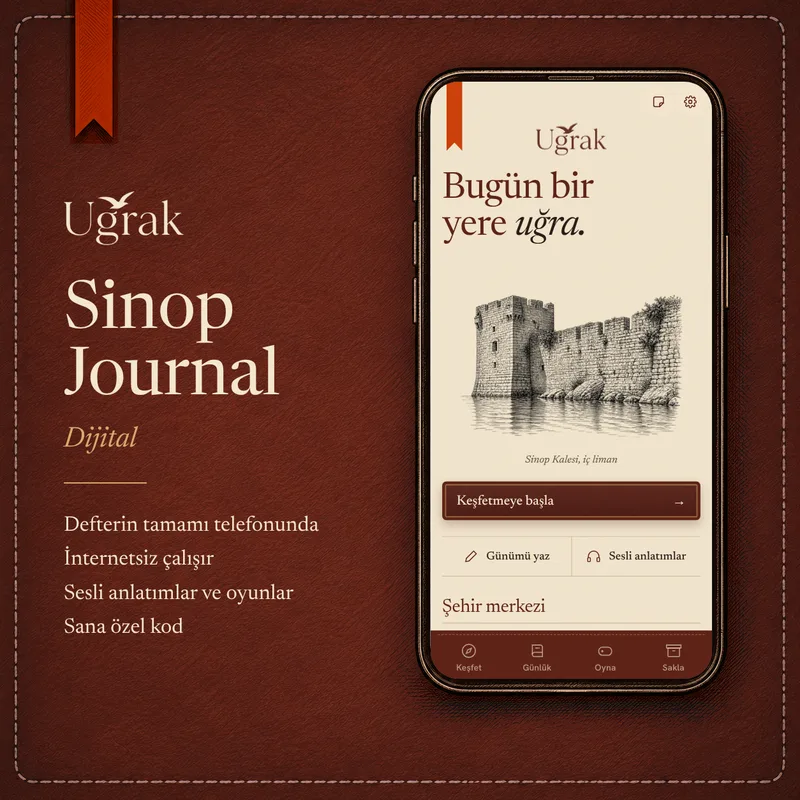 Uğrak
Sinop
Journal
Dijital
Defterin tamamı telefonunda
İnternetsiz çalışır
Sesli anlatımlar ve oyunlar
Sana özel kod
Uğrak
Bugün bir
yere uğra.
Sinop Kalesi, iç liman
Keşfetmeye başla →
Günümü yaz
Sesli anlatımlar
Şehir merkezi
Keşfet
Günlük
Oyna
Sakla